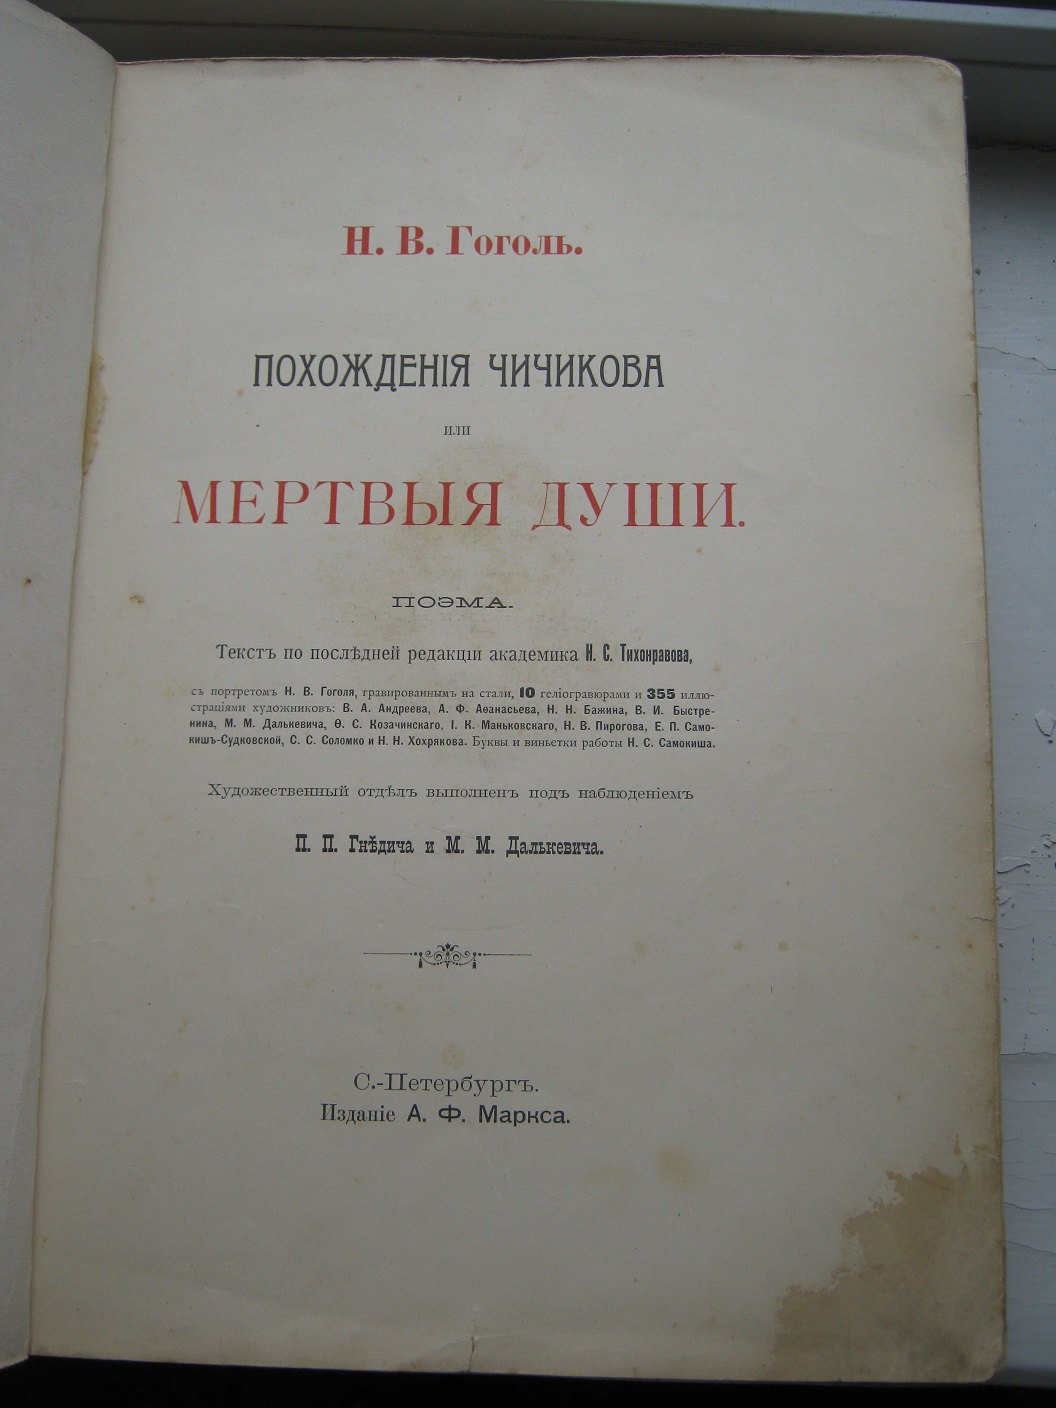 Н. В. Гоголь.
ПОХОЖДЕНІЯ ЧИЧИКОВА
ИЛИ
МЕРТВЫЯ ДУШИ.
ПОЭМА.
Текстъ по послѣдней редакціи академика Н. С. Тихонравова,
съ портретомъ Н. В. Гоголя, гравированнымъ на стали, 10 геліогравюрами и 355 иллю-
страціями художниковъ: В. А. Андреева, А. Ф. Аѳанасьева, Н. Н. Бажина, В. И. Быстре-
нина, М. М. Далькевича, Ѳ. С. Козачинскаго, І. К. Маньковскаго, Н. В. Пирогова, Е. П. Само-
кишъ-Судковской, С. С. Соломко и Н. Н. Хохрякова. Буквы и виньетки работы Н. С. Самокиша.
Художественный отдѣлъ выполненъ подъ наблюденіемъ
П. П. Гнѣдича и М. М. Далькевича.
С.-Петербургъ.
Изданіе А. Ф. Маркса.